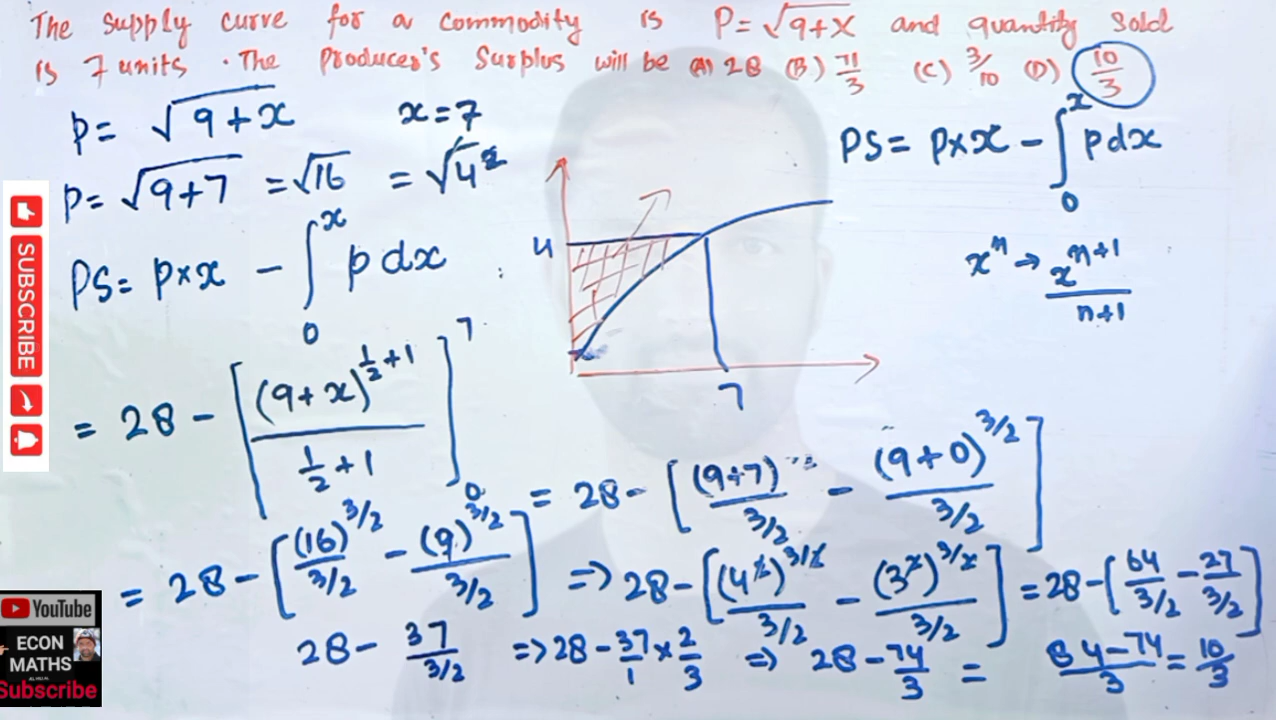 The supply curve for a commodity is P = √9+x and quantity sold
is 7 units. The Producer's Surplus will be (A) 28 (B) 71/3 (C) 3/10 (D) 10/3
p = √9+x x = 7
p = √9+7 = √16 = √4²
PS = p×x − ∫₀ˣ p dx
PS = p×x − ∫₀ˣ p dx
xⁿ → xⁿ⁺¹/n+1
4
7
= 28 − [(9+x)^(1/2+1) / 1/2+1]₀⁷
= 28 − [(9+7) / 3/2 − (9+0)^3/2 / 3/2]
= 28 − [(16)^3/2 / 3/2 − (9)^3/2 / 3/2] ⇒ 28 − [(4²)^3/2 / 3/2 − (3²)^3/2 / 3/2] = 28 − [64 / 3/2 − 27 / 3/2]
28 − 37 / 3/2 ⇒ 28 − 37/1 × 2/3 ⇒ 28 − 74/3 = 84−74/3 = 10/3
SUBSCRIBE
YouTube
ECON
MATHS
Subscribe